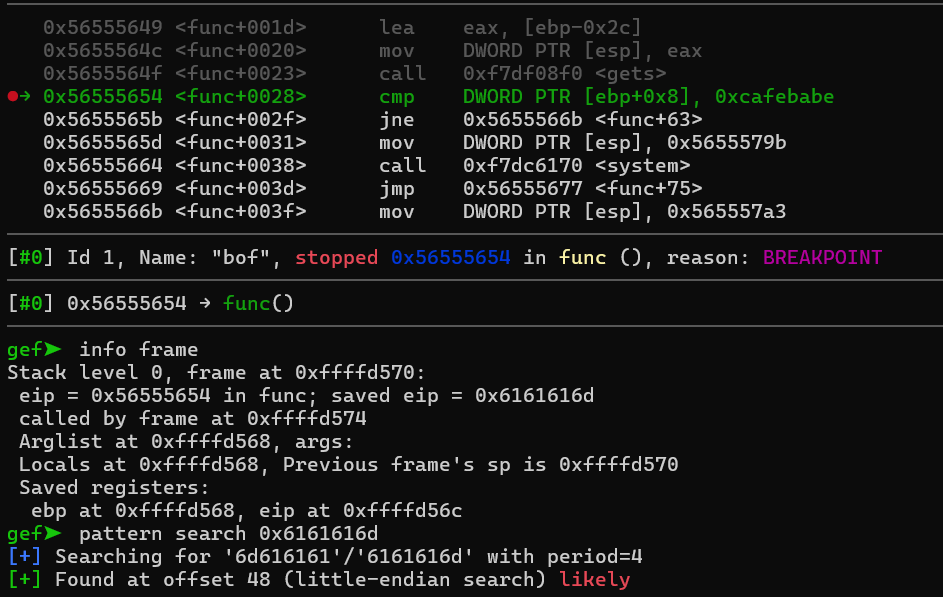 0x56555649 <func+001d>      lea    eax, [ebp-0x2c]
0x5655564c <func+0020>      mov    DWORD PTR [esp], eax
0x5655564f <func+0023>      call   0xf7df08f0 <gets>
●→ 0x56555654 <func+0028>      cmp    DWORD PTR [ebp+0x8], 0xcafebabe
0x5655565b <func+002f>      jne    0x5655566b <func+63>
0x5655565d <func+0031>      mov    DWORD PTR [esp], 0x5655579b
0x56555664 <func+0038>      call   0xf7dc6170 <system>
0x56555669 <func+003d>      jmp    0x56555677 <func+75>
0x5655566b <func+003f>      mov    DWORD PTR [esp], 0x565557a3
[#0] Id 1, Name: "bof", stopped 0x56555654 in func (), reason: BREAKPOINT
[#0] 0x56555654 → func()
gef➤  info frame
Stack level 0, frame at 0xffffd570:
 eip = 0x56555654 in func; saved eip = 0x6161616d
 called by frame at 0xffffd574
 Arglist at 0xffffd568, args:
 Locals at 0xffffd568, Previous frame's sp is 0xffffd570
 Saved registers:
  ebp at 0xffffd568, eip at 0xffffd56c
gef➤  pattern search 0x6161616d
[+] Searching for '6d616161'/'6161616d' with period=4
[+] Found at offset 48 (little-endian search) likely